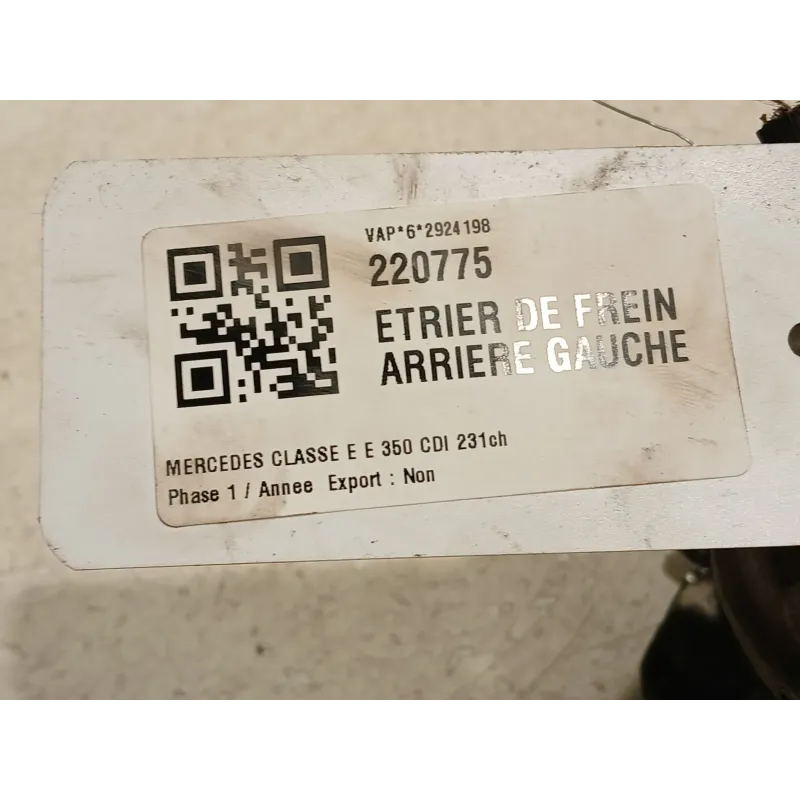 VAP*6*2924198
220775
ETRIER DE FREIN
ARRIERE GAUCHE
MERCEDES CLASSE E E 350 CDI 231ch
Phase 1 / Annee Export : Non